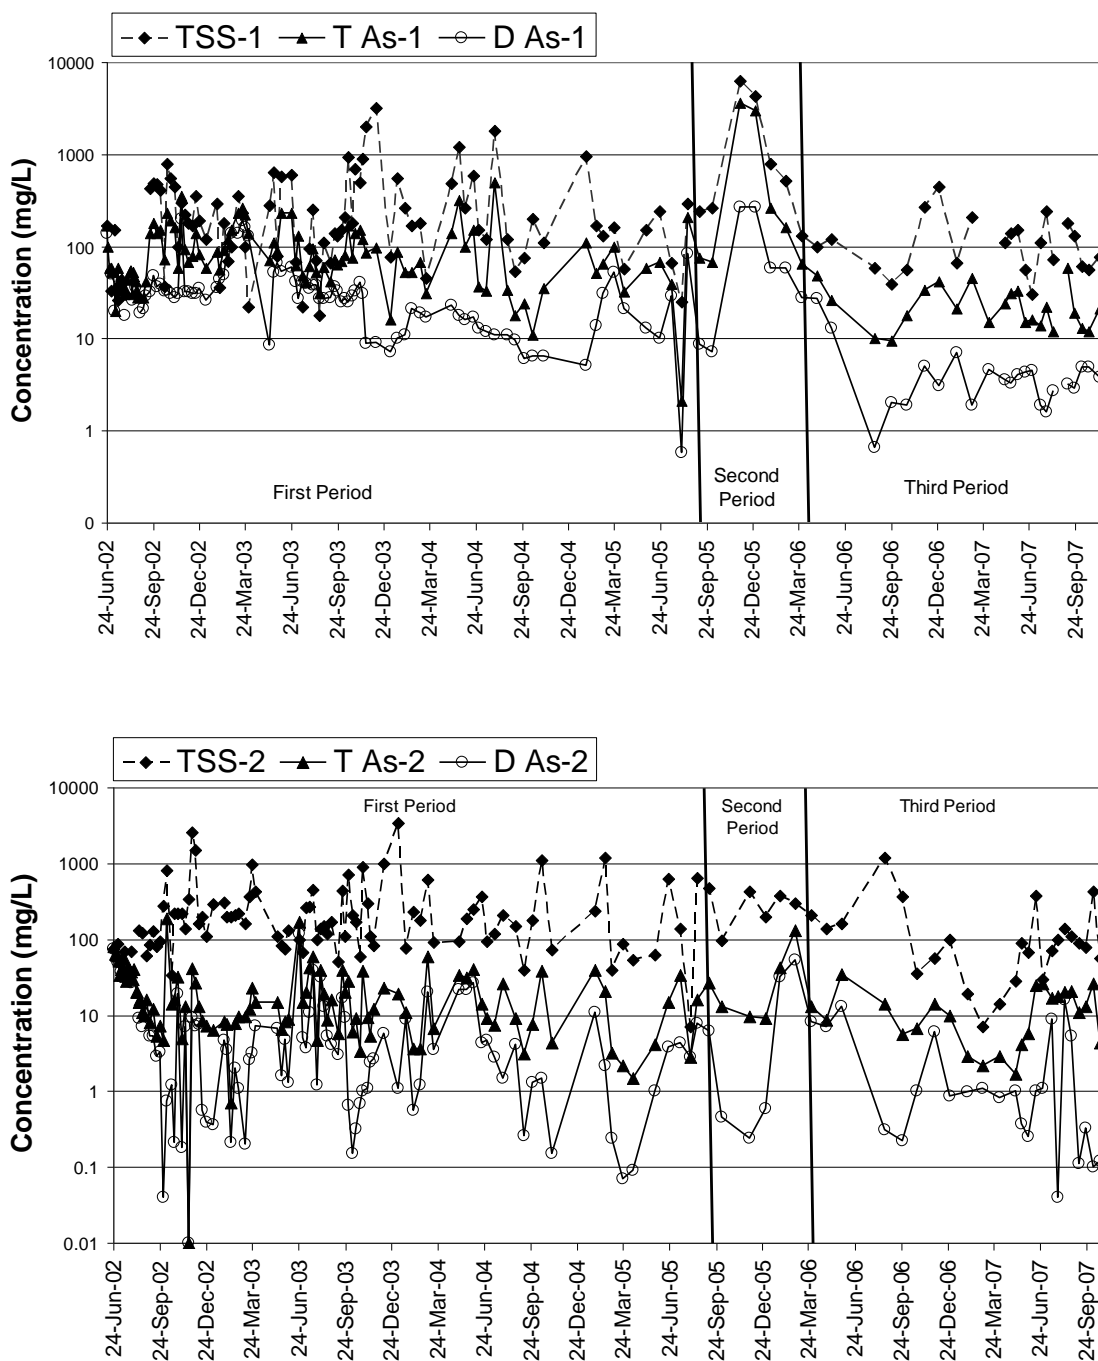 TSS-1 T As-1 D As-1
10000
1000
100
10
1
0
Concentration (mg/L)
First Period
Second
Period
Third Period
24-Jun-02
24-Sep-02
24-Dec-02
24-Mar-03
24-Jun-03
24-Sep-03
24-Dec-03
24-Mar-04
24-Jun-04
24-Sep-04
24-Dec-04
24-Mar-05
24-Jun-05
24-Sep-05
24-Dec-05
24-Mar-06
24-Jun-06
24-Sep-06
24-Dec-06
24-Mar-07
24-Jun-07
24-Sep-07
TSS-2 T As-2 D As-2
10000
1000
100
10
1
0.1
0.01
Concentration (mg/L)
First Period
Second
Period
Third Period
24-Jun-02
24-Sep-02
24-Dec-02
24-Mar-03
24-Jun-03
24-Sep-03
24-Dec-03
24-Mar-04
24-Jun-04
24-Sep-04
24-Dec-04
24-Mar-05
24-Jun-05
24-Sep-05
24-Dec-05
24-Mar-06
24-Jun-06
24-Sep-06
24-Dec-06
24-Mar-07
24-Jun-07
24-Sep-07